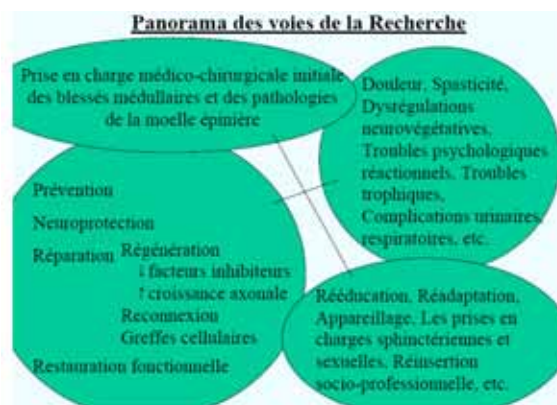 Panorama des voies de la Recherche
Prise en charge médico-chirurgicale initiale
des blessés médullaires et des pathologies
de la moelle épinière
Douleur, Spasticité,
Dysrégulations
neurovégétatives,
Troubles psychologiques
réactionnels, Troubles
trophiques,
Complications urinaires,
respiratoires, etc.
Prévention
Neuroprotection
Réparation Régénération
↓ facteurs inhibiteurs
↑ croissance axonale
Reconnexion
Greffes cellulaires
Restauration fonctionnelle
Rééducation, Réadaptation,
Appareillage, Les prises en
charges sphinctériennes et
sexuelles, Réinsertion
socio-professionnelle, etc.